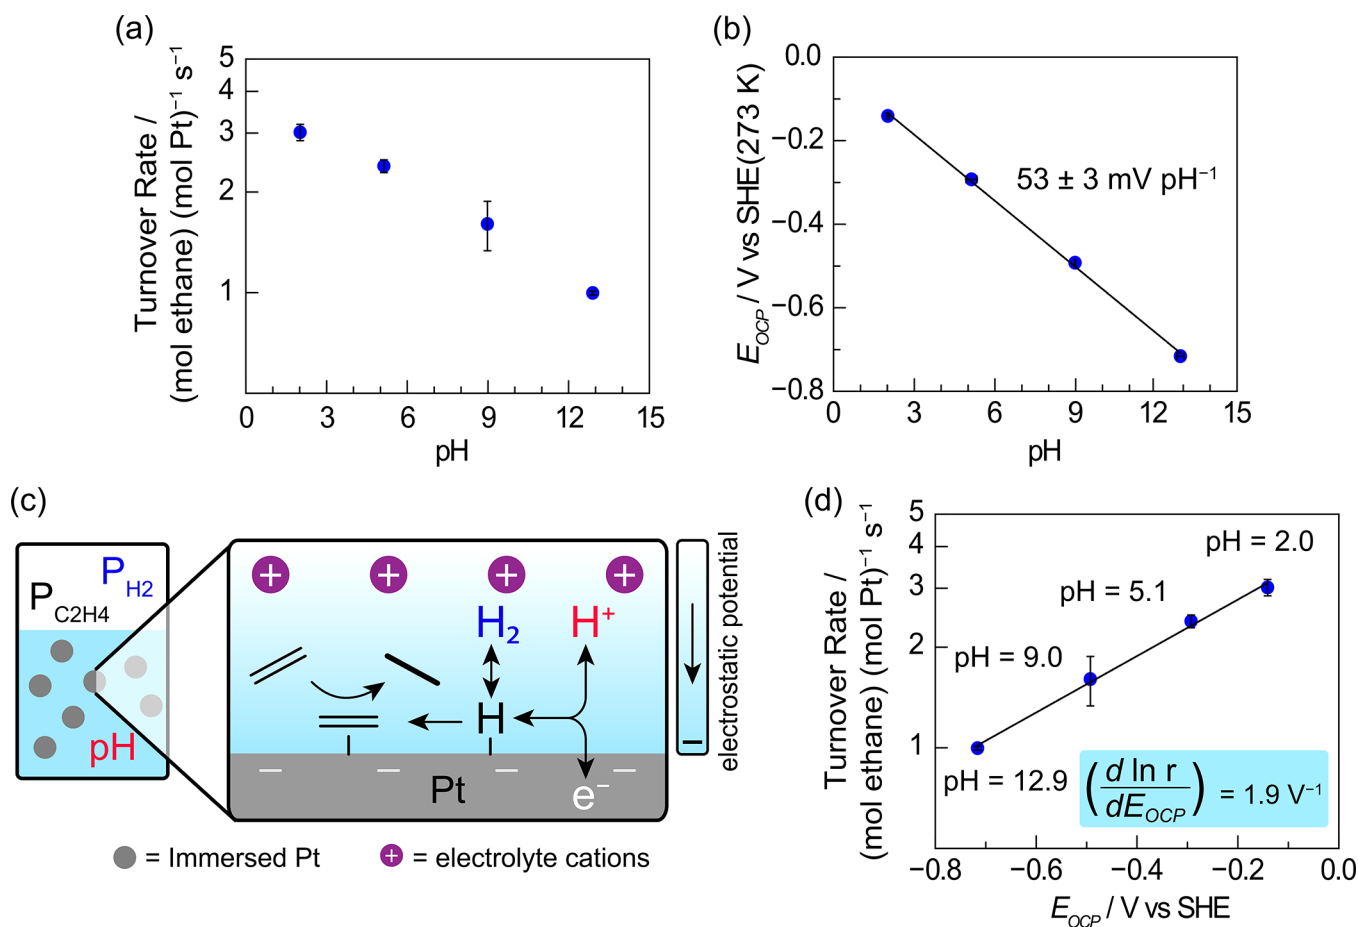 (a)
Turnover Rate /
(mol ethane) (mol Pt)⁻¹ s⁻¹
5
4
3
2
1
0 3 6 9 12 15
pH
(b)
E_OCP / V vs SHE(273 K)
0.0
−0.2
−0.4
−0.6
−0.8
53 ± 3 mV pH⁻¹
0 3 6 9 12 15
pH
(c)
P_H2
P_C2H4
pH
+ + + +
H₂ H⁺
H
− − − −
Pt e⁻
electrostatic potential
−
= Immersed Pt
+ = electrolyte cations
(d)
Turnover Rate /
(mol ethane) (mol Pt)⁻¹ s⁻¹
5
4
3
2
1
pH = 2.0
pH = 5.1
pH = 9.0
pH = 12.9
(d ln r / dE_OCP) = 1.9 V⁻¹
−0.8 −0.6 −0.4 −0.2 0.0
E_OCP / V vs SHE